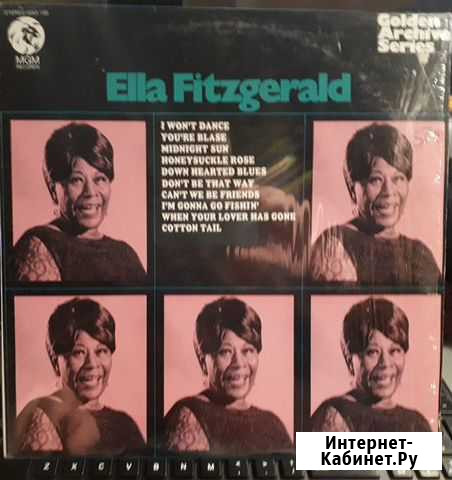 MGM
RECORDS
Golden
Archive
Series
Ella Fitzgerald
I WON'T DANCE
YOU'RE BLASE
MIDNIGHT SUN
HONEYSUCKLE ROSE
DOWN HEARTED BLUES
DON'T BE THAT WAY
CAN'T WE BE FRIENDS
I'M GONNA GO FISHIN'
WHEN YOUR LOVER HAS GONE
COTTON TAIL
Интернет-
Кабинет.Ру
Z X C V B N M